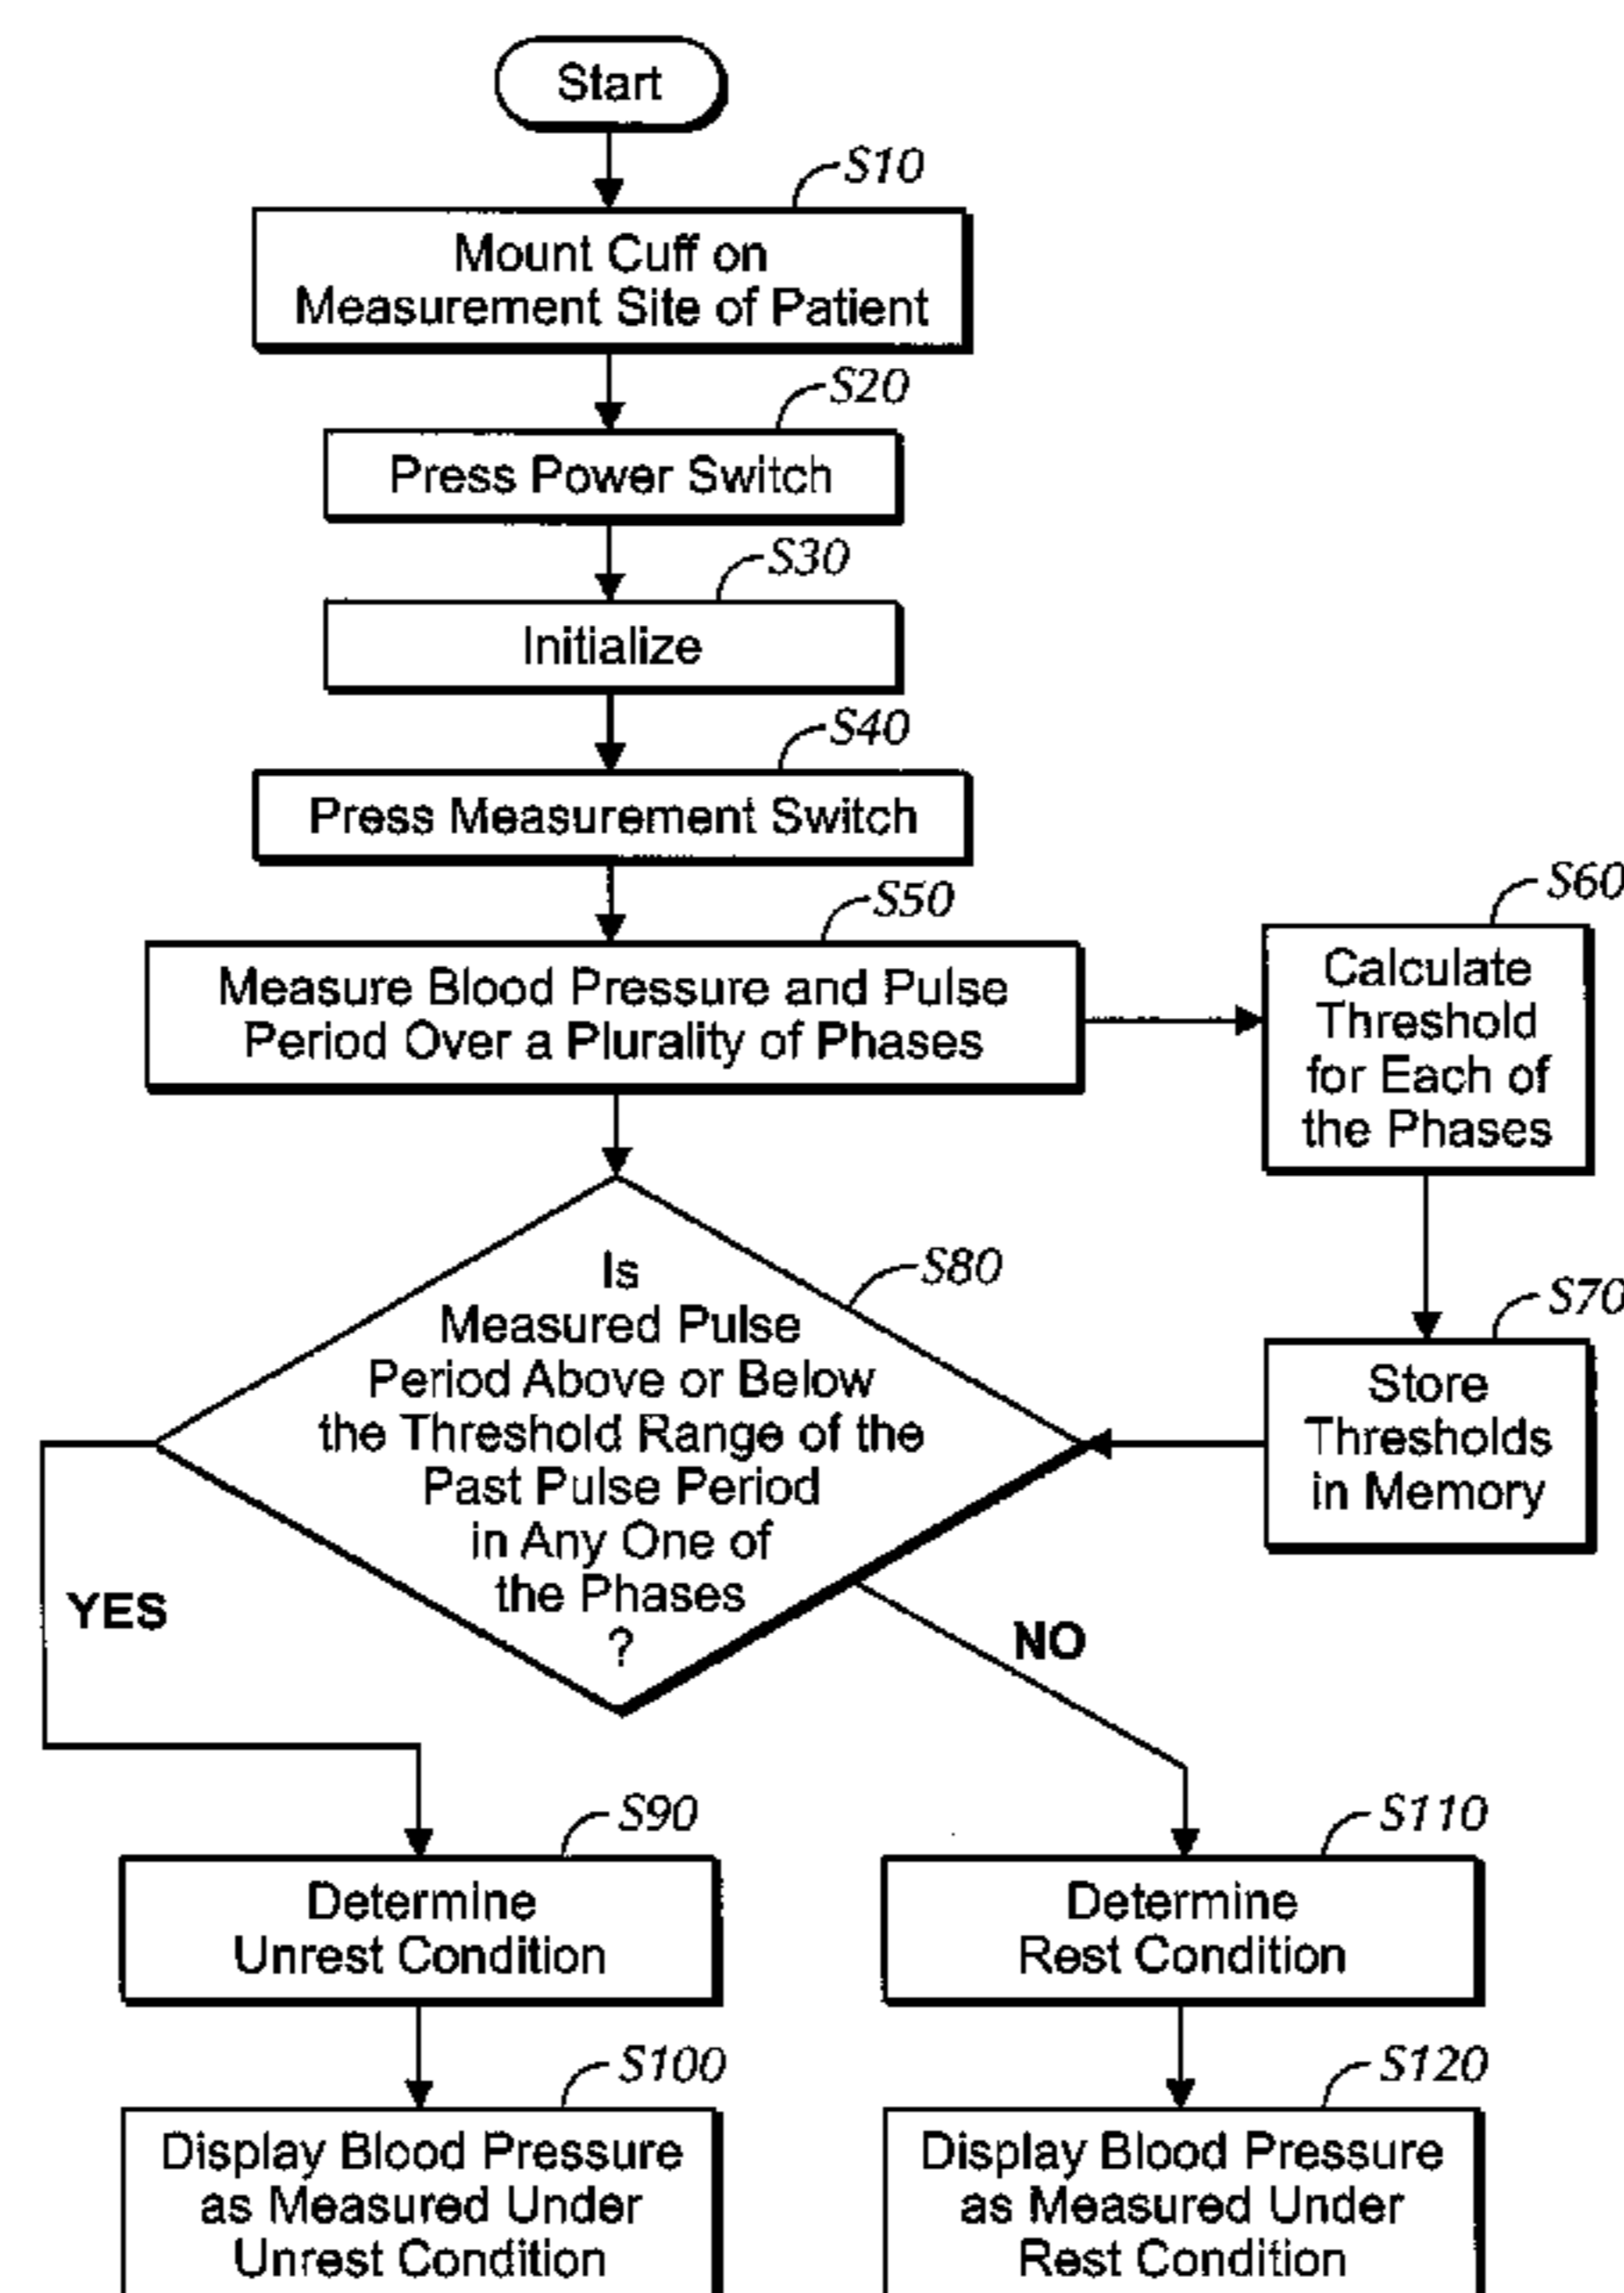 Start
S10
Mount Cuff on
Measurement Site of Patient
S20
Press Power Switch
S30
Initialize
S40
Press Measurement Switch
S50
Measure Blood Pressure and Pulse
Period Over a Plurality of Phases
S60
Calculate
Threshold
for Each of
the Phases
S70
Store
Thresholds
in Memory
S80
Is
Measured Pulse
Period Above or Below
the Threshold Range of the
Past Pulse Period
in Any One of
the Phases
?
YES
NO
S90
Determine
Unrest Condition
S100
Display Blood Pressure
as Measured Under
Unrest Condition
S110
Determine
Rest Condition
S120
Display Blood Pressure
as Measured Under
Rest Condition